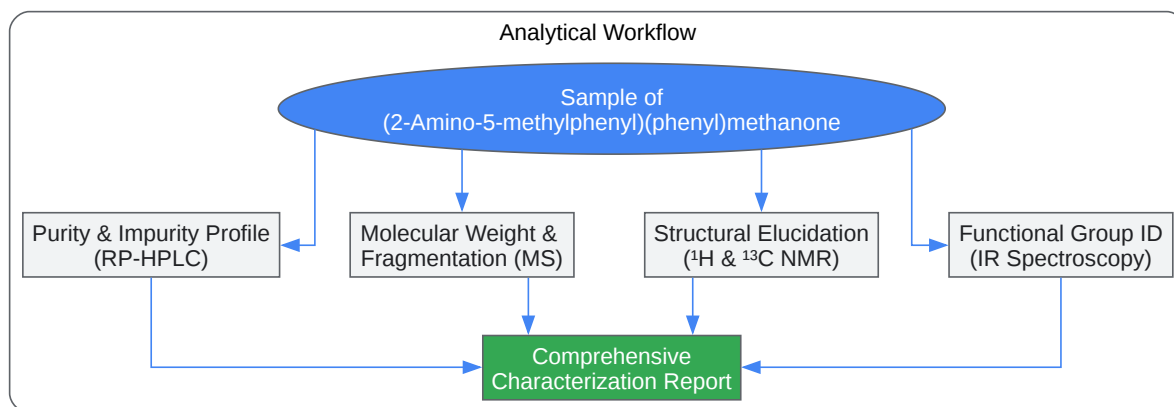 Analytical Workflow
Sample of
(2-Amino-5-methylphenyl)(phenyl)methanone
Purity & Impurity Profile
(RP-HPLC)
Molecular Weight &
Fragmentation (MS)
Structural Elucidation
(¹H & ¹³C NMR)
Functional Group ID
(IR Spectroscopy)
Comprehensive
Characterization Report